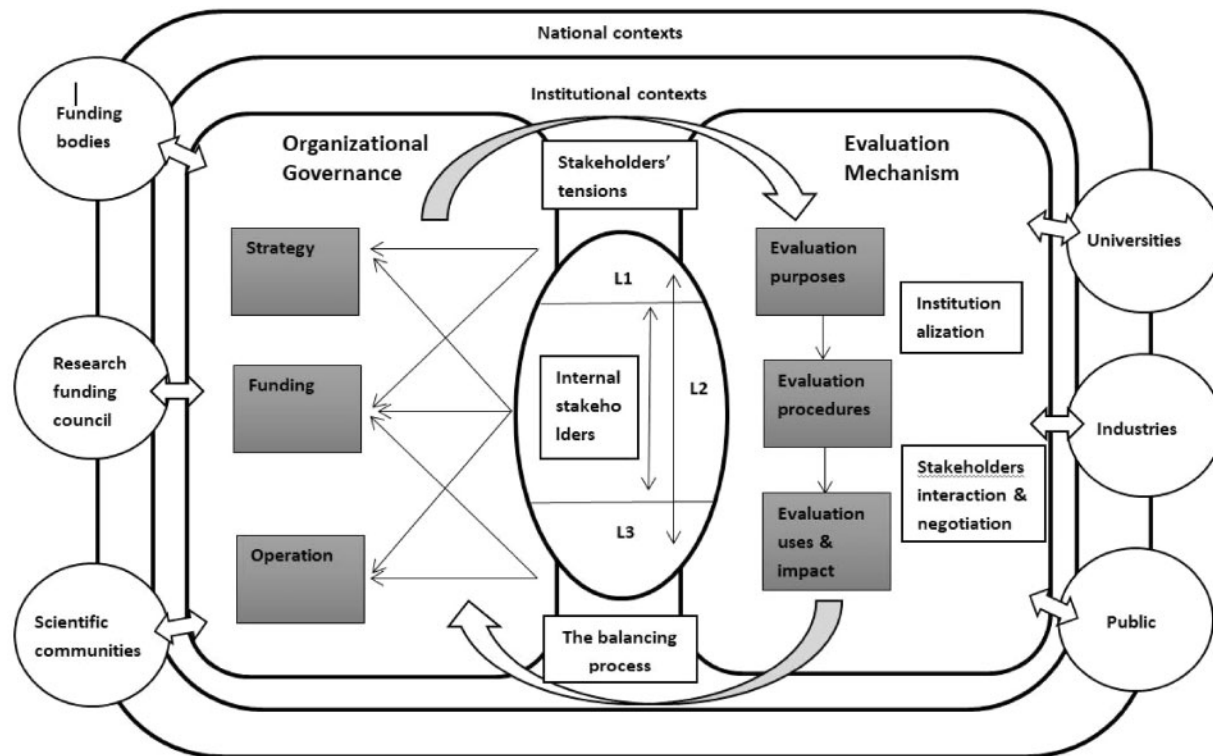 National contexts
Institutional contexts
Funding
bodies
Organizational
Governance
Stakeholders'
tensions
Evaluation
Mechanism
Universities
Strategy
Evaluation
purposes
L1
Institution
alization
Research
funding
council
Funding
Internal
stakeho
lders
L2
Evaluation
procedures
Industries
Stakeholders
interaction &
negotiation
Operation
L3
Evaluation
uses &
impact
Scientific
communities
The balancing
process
Public